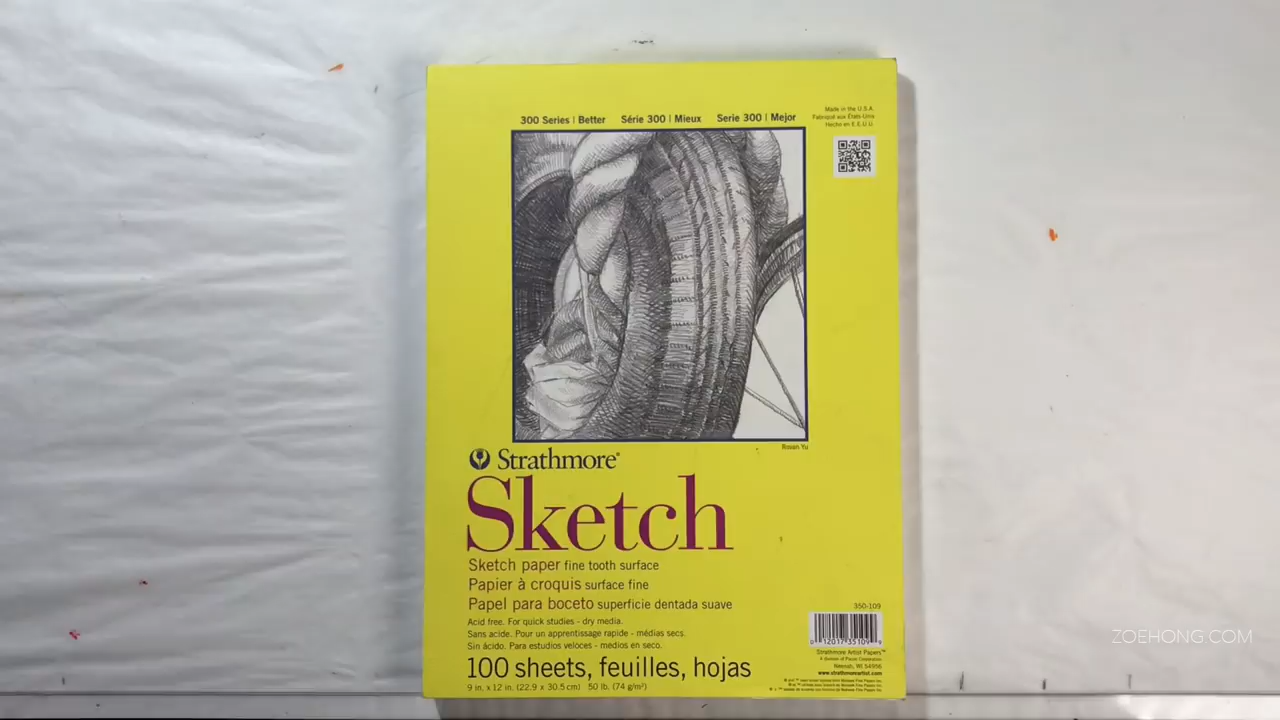 300 Series | Better Série 300 | Mieux Serie 300 | Mejor
Made in the U.S.A.
Fabriqué aux États-Unis
Hecho en E.E.U.U.
Rosan Yu
Strathmore®
Sketch
Sketch paper fine tooth surface
Papier à croquis surface fine
Papel para boceto superficie dentada suave
Acid free. For quick studies - dry media.
Sans acide. Pour un apprentissage rapide - médias secs.
Sin ácido. Para estudios veloces - medios en seco.
100 sheets, feuilles, hojas
9 in. x 12 in. (22.9 x 30.5 cm) 50 lb. (74 g/m²)
350-109
Strathmore Artist Papers™
Neenah, WI 54956
www.strathmoreartist.com
ZOEHONG.COM